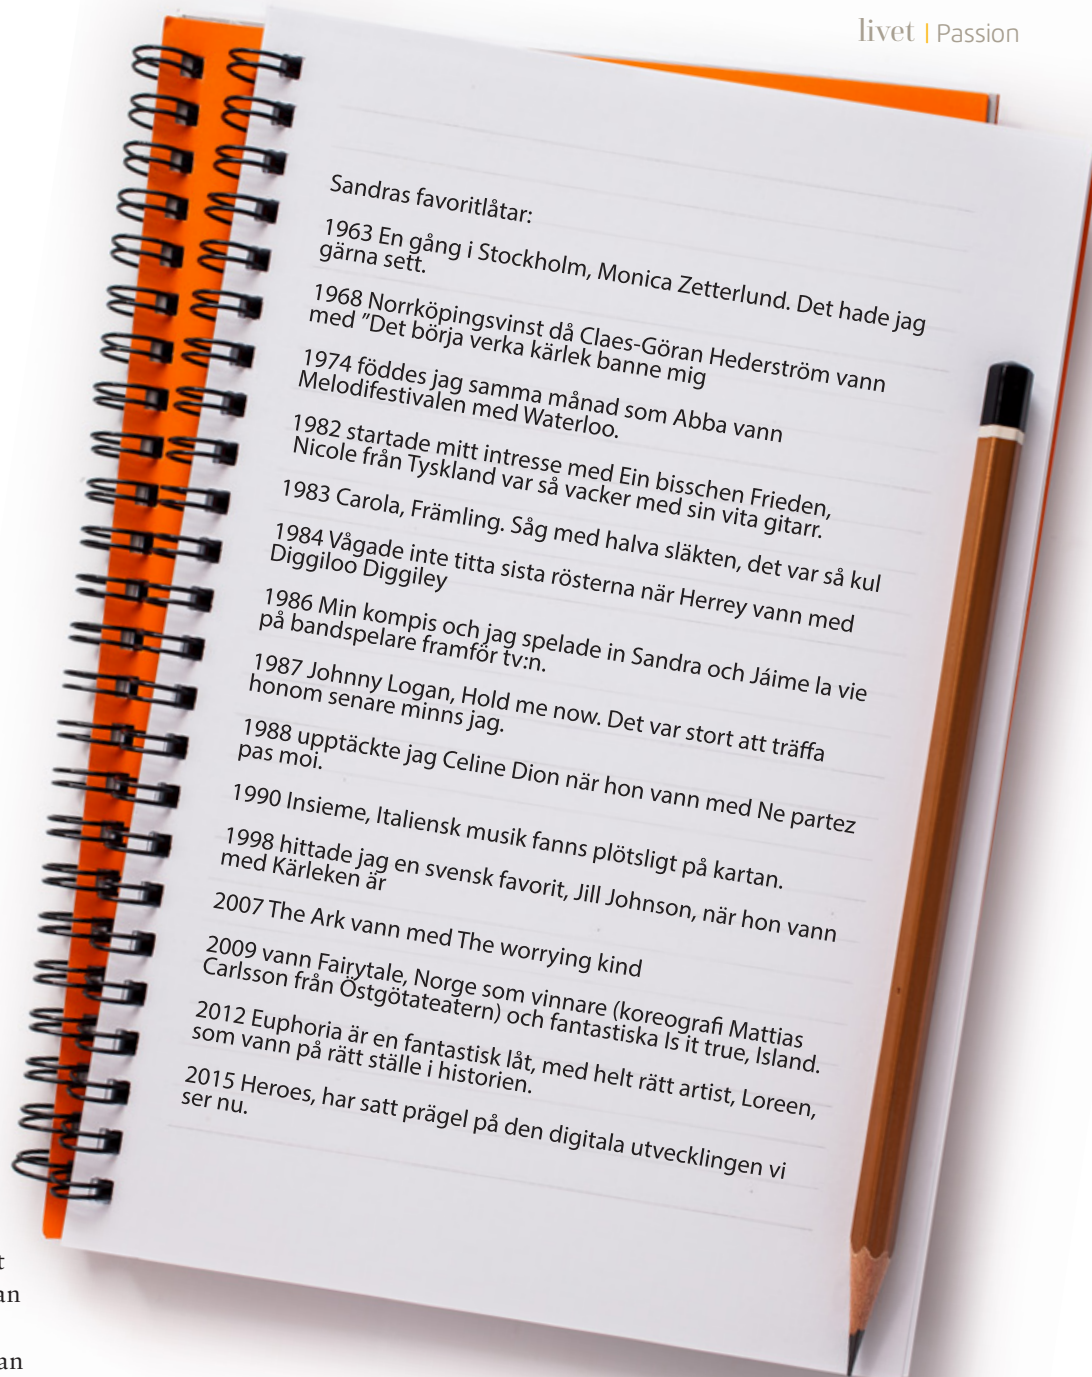 livet | Passion
Sandras favoritlåtar:
1963 En gång i Stockholm, Monica Zetterlund. Det hade jag
gärna sett.
1968 Norrköpingsvinst då Claes-Göran Hederström vann
med ”Det börja verka kärlek banne mig
1974 föddes jag samma månad som Abba vann
Melodifestivalen med Waterloo.
1982 startade mitt intresse med Ein bisschen Frieden,
Nicole från Tyskland var så vacker med sin vita gitarr.
1983 Carola, Främling. Såg med halva släkten, det var så kul
1984 Vågade inte titta sista rösterna när Herrey vann med
Diggiloo Diggiley
1986 Min kompis och jag spelade in Sandra och Jáime la vie
på bandspelare framför tv:n.
1987 Johnny Logan, Hold me now. Det var stort att träffa
honom senare minns jag.
1988 upptäckte jag Celine Dion när hon vann med Ne partez
pas moi.
1990 Insieme, Italiensk musik fanns plötsligt på kartan.
1998 hittade jag en svensk favorit, Jill Johnson, när hon vann
med Kärleken är
2007 The Ark vann med The worrying kind
2009 vann Fairytale, Norge som vinnare (koreografi Mattias
Carlsson från Östgötateatern) och fantastiska Is it true, Island.
2012 Euphoria är en fantastisk låt, med helt rätt artist, Loreen,
som vann på rätt ställe i historien.
2015 Heroes, har satt prägel på den digitala utvecklingen vi
ser nu.